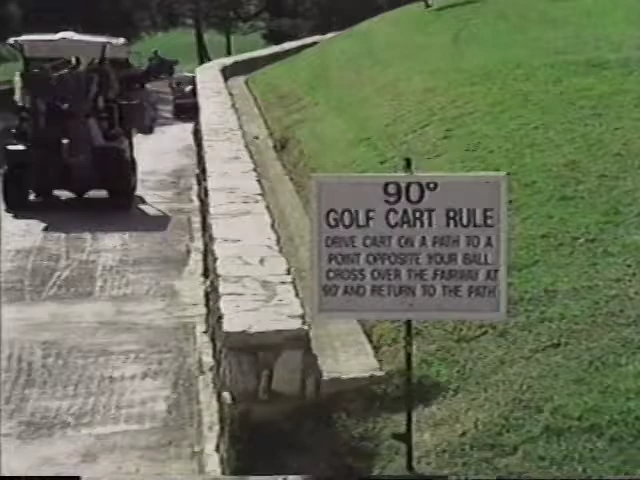 90°
GOLF CART RULE
DRIVE CART ON A PATH TO A
POINT OPPOSITE YOUR BALL.
CROSS OVER THE FAIRWAY AT
90° AND RETURN TO THE PATH